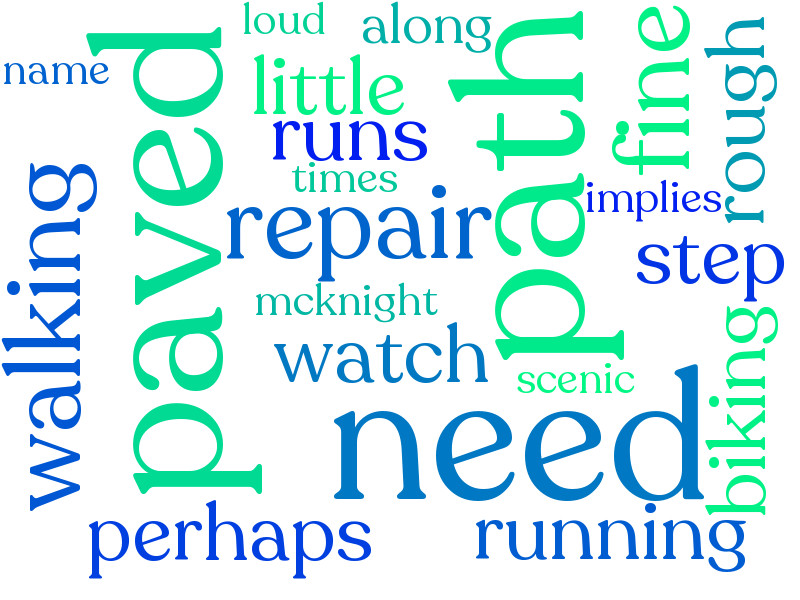 loud
along
name
paved
little
path
fine
rough
runs
times
implies
walking
repair
step
mcknight
watch
scenic
biking
need
perhaps
running